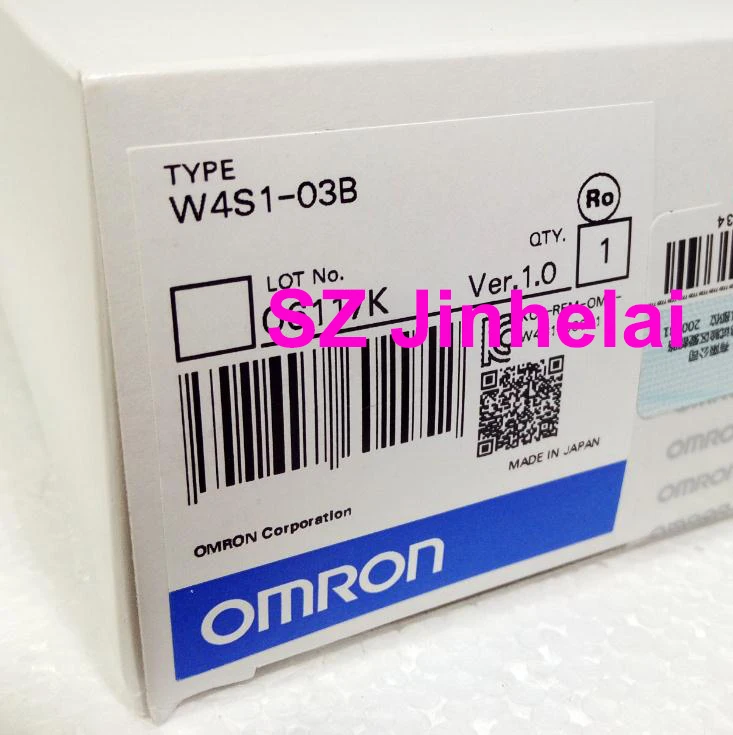 TYPE
W4S1-03B
Ro
QTY.
1
LOT No.
Ver.1.0
SZ Jinhelai
MADE IN JAPAN
OMRON Corporation
OMRON
OMRON
OMRON